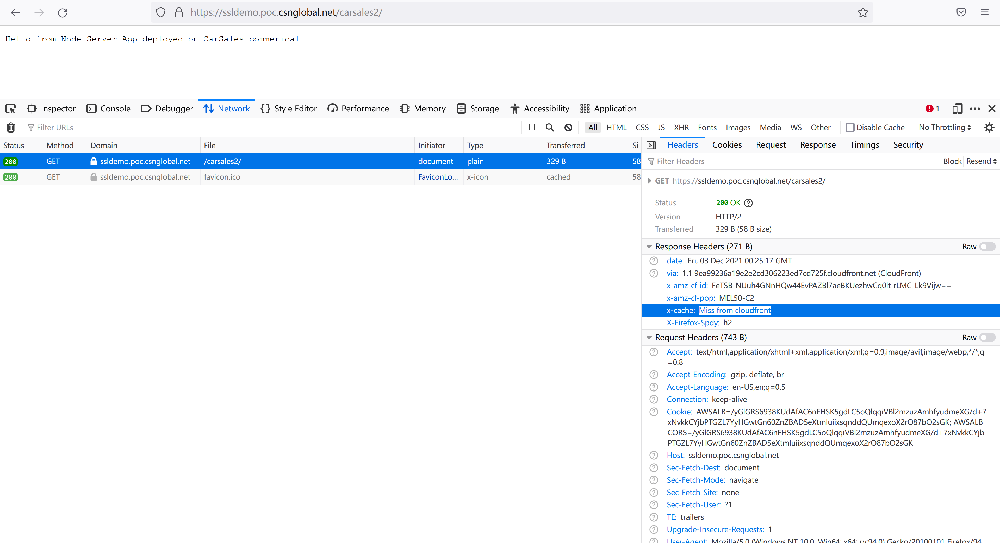 https://ssldemo.poc.csnglobal.net/carsales2/
Hello from Node Server App deployed on CarSales-commerical
Inspector Console Debugger Network {} Style Editor Performance Memory Storage Accessibility Application 1
Filter URLs All HTML CSS JS XHR Fonts Images Media WS Other Disable Cache No Throttling
Status Method Domain File Initiator Type Transferred Si
200 GET ssldemo.poc.csnglobal.net /carsales2/ document plain 329 B 58
200 GET ssldemo.poc.csnglobal.net favicon.ico FaviconLo... x-icon cached 58
Headers Cookies Request Response Timings Security
Filter Headers Block Resend
GET https://ssldemo.poc.csnglobal.net/carsales2/
Status 200 OK
Version HTTP/2
Transferred 329 B (58 B size)
Response Headers (271 B) Raw
date: Fri, 03 Dec 2021 00:25:17 GMT
via: 1.1 9ea99236a19e2e2cd306223ed7cd725f.cloudfront.net (CloudFront)
x-amz-cf-id: FeTSB-NUuh4GNnHQw44EvPAZBl7aeBKUezhwCq0lt-rLMC-Lk9Vijw==
x-amz-cf-pop: MEL50-C2
x-cache: Miss from cloudfront
X-Firefox-Spdy: h2
Request Headers (743 B) Raw
Accept: text/html,application/xhtml+xml,application/xml;q=0.9,image/avif,image/webp,*/*;q
=0.8
Accept-Encoding: gzip, deflate, br
Accept-Language: en-US,en;q=0.5
Connection: keep-alive
Cookie: AWSALB=/yGlGRS6938KUdAfAC6nFHSK5gdLC5oQlqqiVBl2mzuzAmhfyudmeXG/d+7
xNvkkCYjbPTGZL7YyHGwtGn60ZnZBAD5eXtmluiixsqnddQUmqexoX2rO87bO2sGK; AWSALB
CORS=/yGlGRS6938KUdAfAC6nFHSK5gdLC5oQlqqiVBl2mzuzAmhfyudmeXG/d+7xNvkkCYjb
PTGZL7YyHGwtGn60ZnZBAD5eXtmluiixsqnddQUmqexoX2rO87bO2sGK
Host: ssldemo.poc.csnglobal.net
Sec-Fetch-Dest: document
Sec-Fetch-Mode: navigate
Sec-Fetch-Site: none
Sec-Fetch-User: ?1
TE: trailers
Upgrade-Insecure-Requests: 1
User-Agent: Mozilla/5.0 (Windows NT 10.0; Win64; x64; rv:94.0) Gecko/20100101 Firefox/94